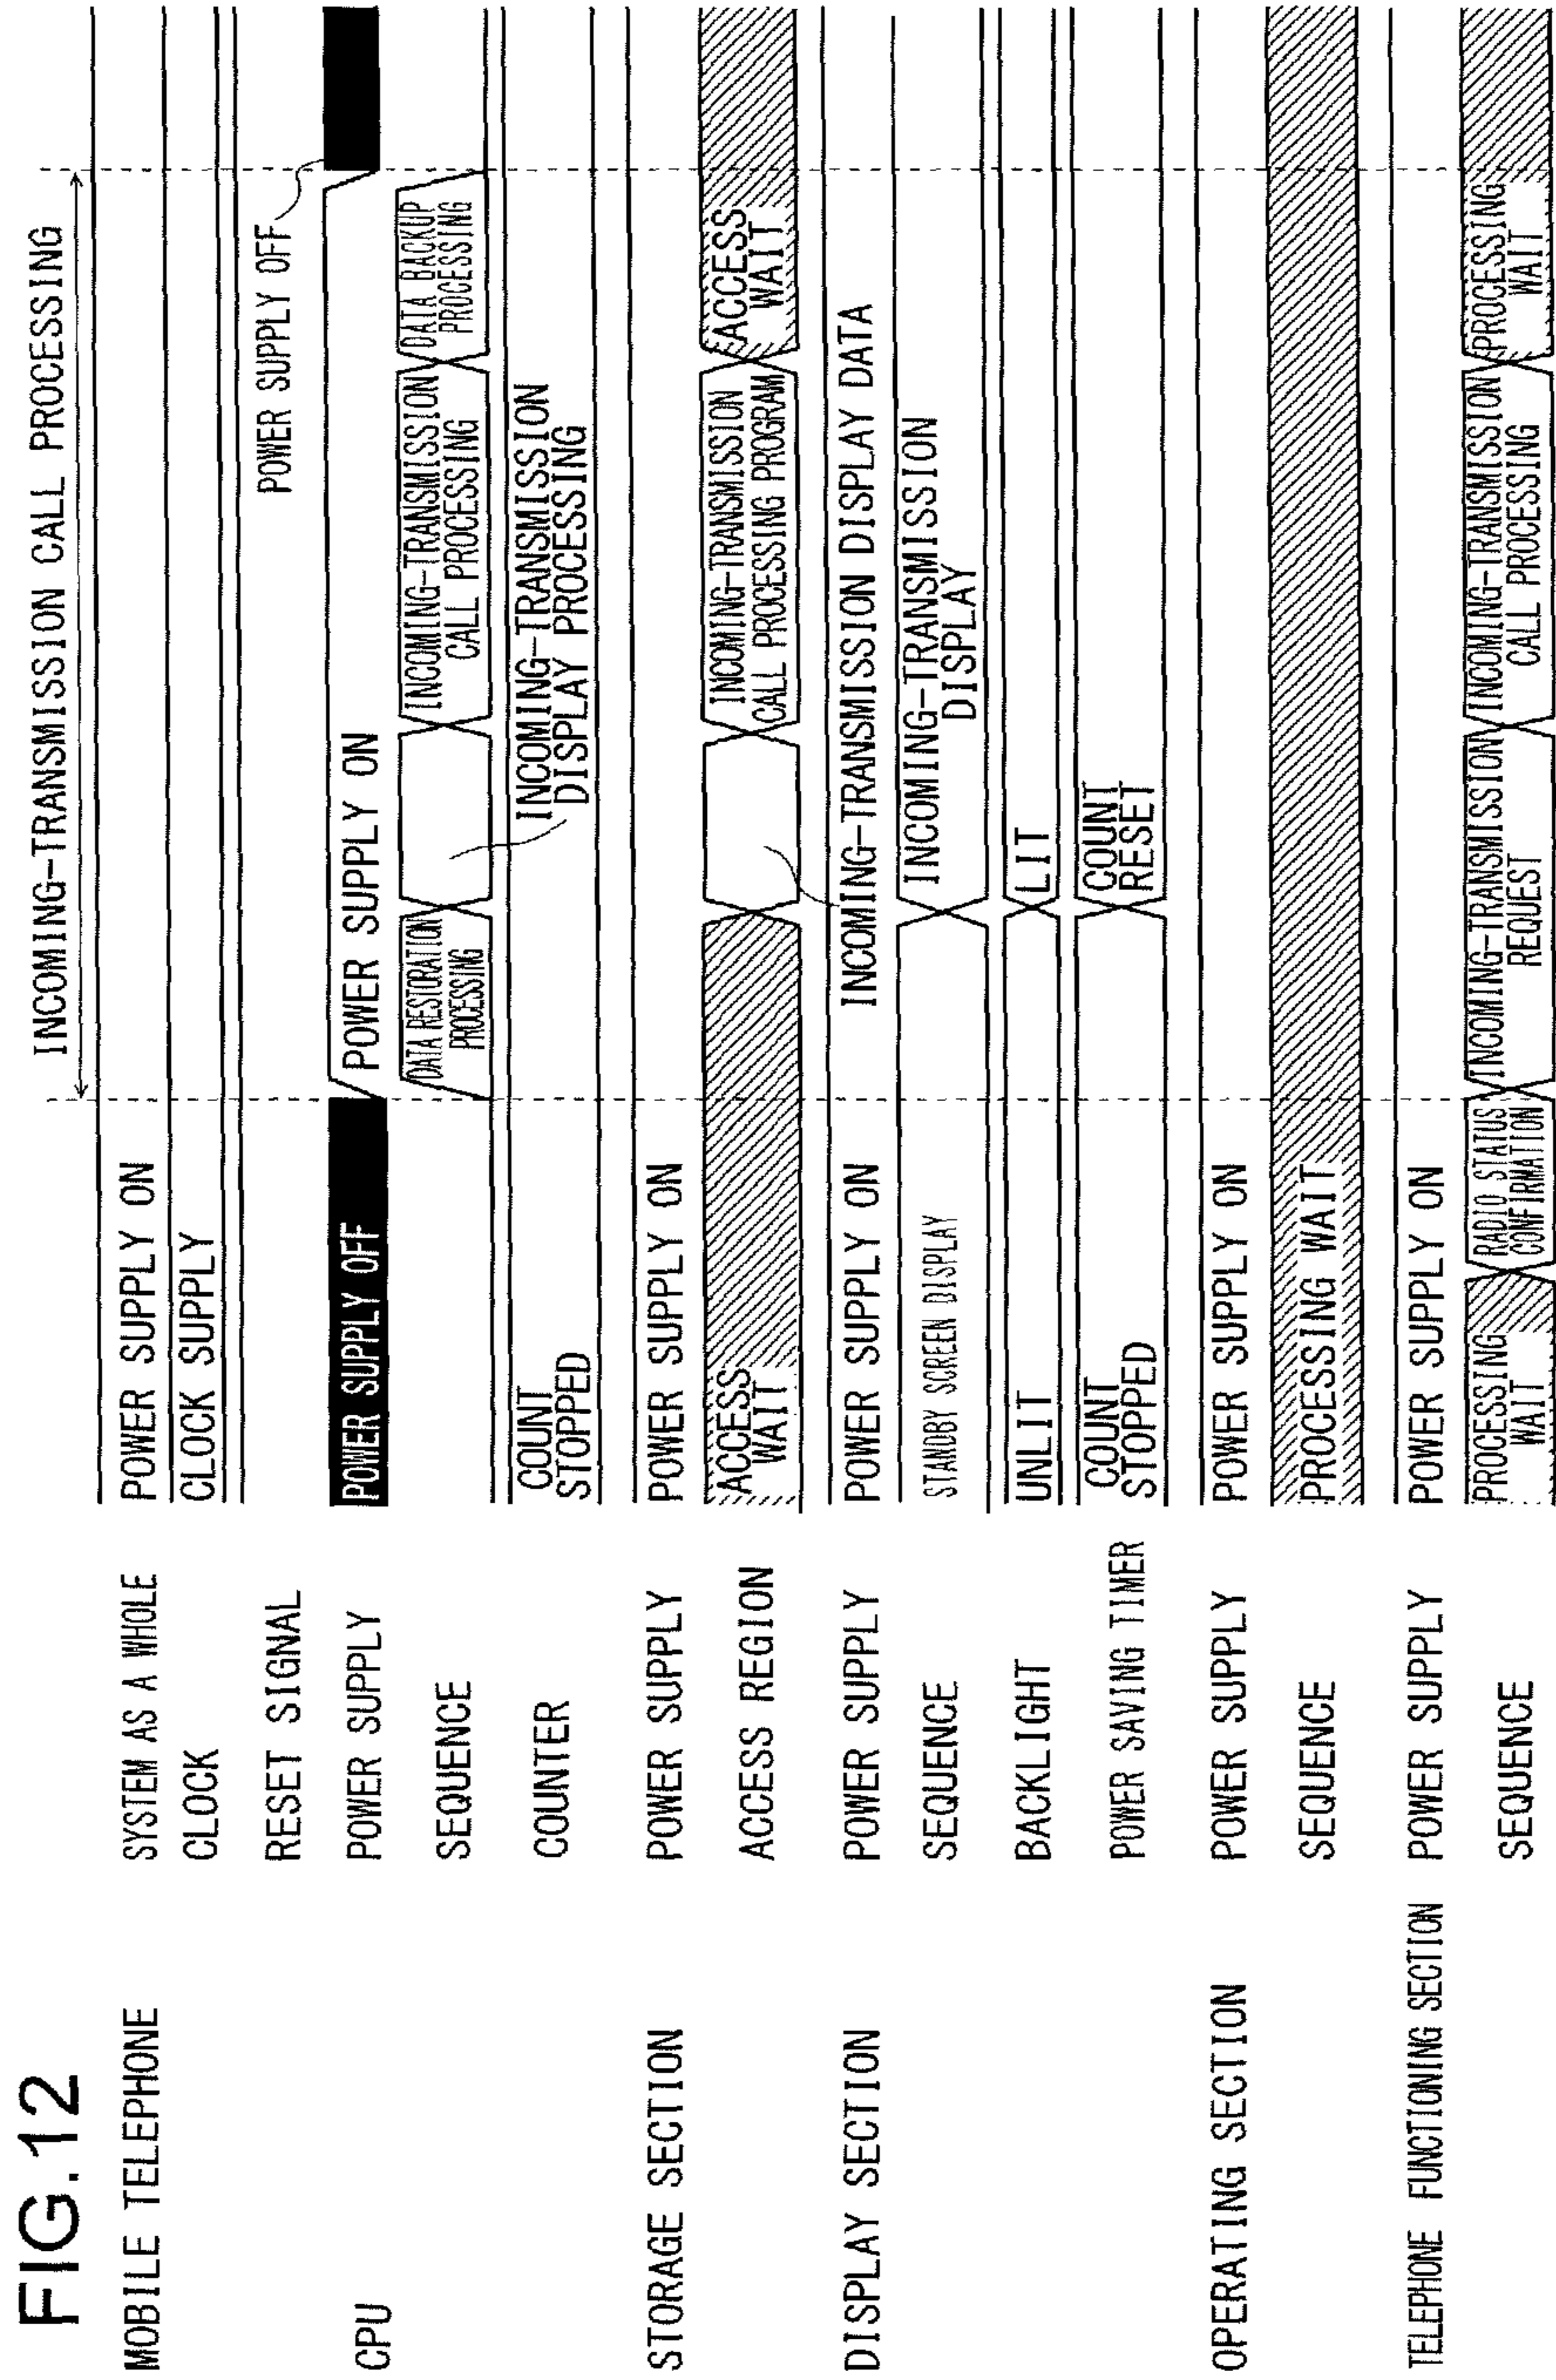 FIG.12
INCOMING-TRANSMISSION CALL PROCESSING
MOBILE TELEPHONE
SYSTEM AS A WHOLE
POWER SUPPLY ON
CLOCK
CLOCK SUPPLY
RESET SIGNAL
POWER SUPPLY OFF
CPU
POWER SUPPLY
POWER SUPPLY OFF
POWER SUPPLY ON
SEQUENCE
DATA RESTORATION
PROCESSING
INCOMING-TRANSMISSION
CALL PROCESSING
DATA BACKUP
PROCESSING
COUNTER
COUNT
STOPPED
INCOMING-TRANSMISSION
DISPLAY PROCESSING
STORAGE SECTION
POWER SUPPLY
POWER SUPPLY ON
ACCESS REGION
ACCESS
WAIT
INCOMING-TRANSMISSION
CALL PROCESSING PROGRAM
ACCESS
WAIT
DISPLAY SECTION
POWER SUPPLY
POWER SUPPLY ON
INCOMING-TRANSMISSION DISPLAY DATA
SEQUENCE
STANDBY SCREEN DISPLAY
INCOMING-TRANSMISSION
DISPLAY
BACKLIGHT
UNLIT
LIT
POWER SAVING TIMER
COUNT
STOPPED
COUNT
RESET
OPERATING SECTION
POWER SUPPLY
POWER SUPPLY ON
SEQUENCE
PROCESSING WAIT
TELEPHONE FUNCTIONING SECTION
POWER SUPPLY
POWER SUPPLY ON
SEQUENCE
PROCESSING
WAIT
RADIO STATUS
CONFIRMATION
INCOMING-TRANSMISSION
REQUEST
INCOMING-TRANSMISSION
CALL PROCESSING
PROCESSING
WAIT